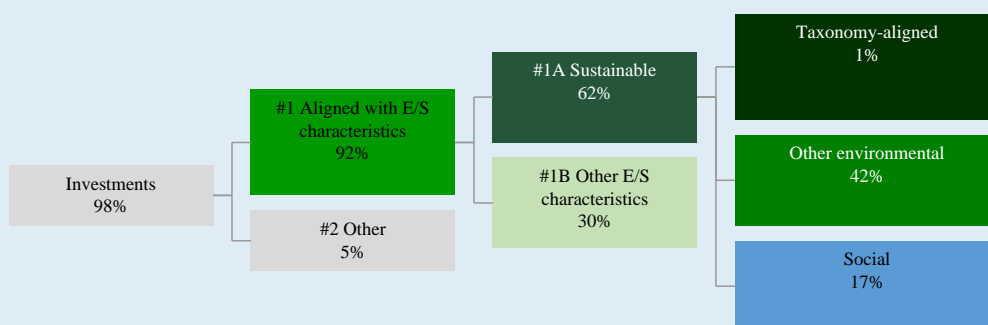 Investments
98%
#1 Aligned with E/S
characteristics
92%
#2 Other
5%
#1A Sustainable
62%
#1B Other E/S
characteristics
30%
Taxonomy-aligned
1%
Other environmental
42%
Social
17%